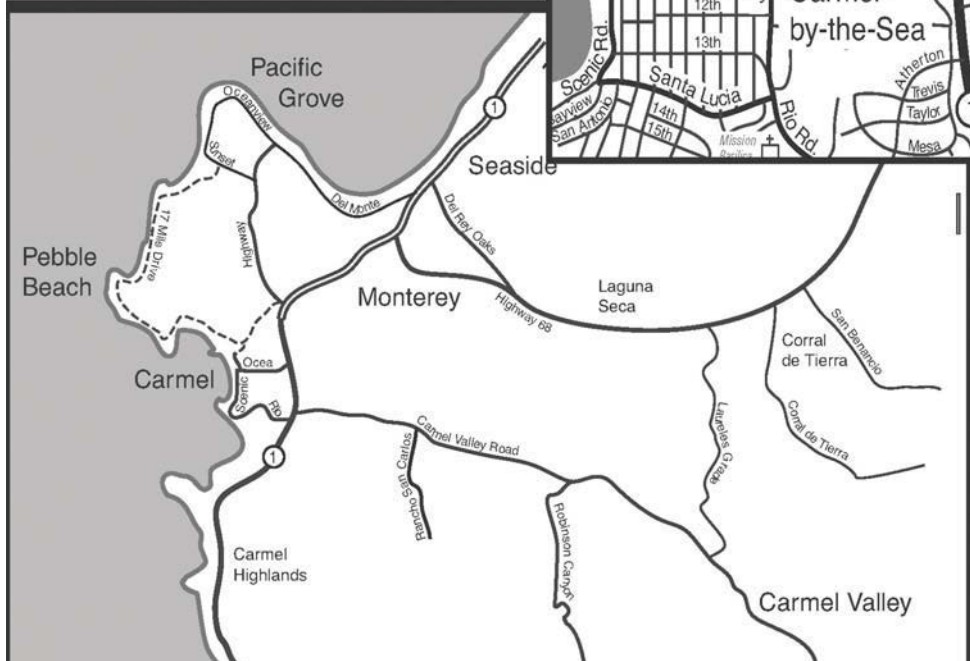 12th
by-the-Sea
13th
Scenic Rd.
Santa Lucia
Atherton
Trevis
Taylor
Mesa
San Antonio
14th
15th
Rio Rd.
Mission
Pacific
Grove
Oceanview
1
Seaside
Sunset
Del Monte
Del Rey Oaks
17 Mile Drive
Highway
Pebble
Beach
Monterey
Highway 68
Laguna
Seca
San Benancio
Corral
de Tierra
Carmel
Ocea
Scenic
Rio
Carmel Valley Road
Laureles Grade
Corral de Tierra
1
Rancho San Carlos
Robinson Canyon
Carmel
Highlands
Carmel Valley